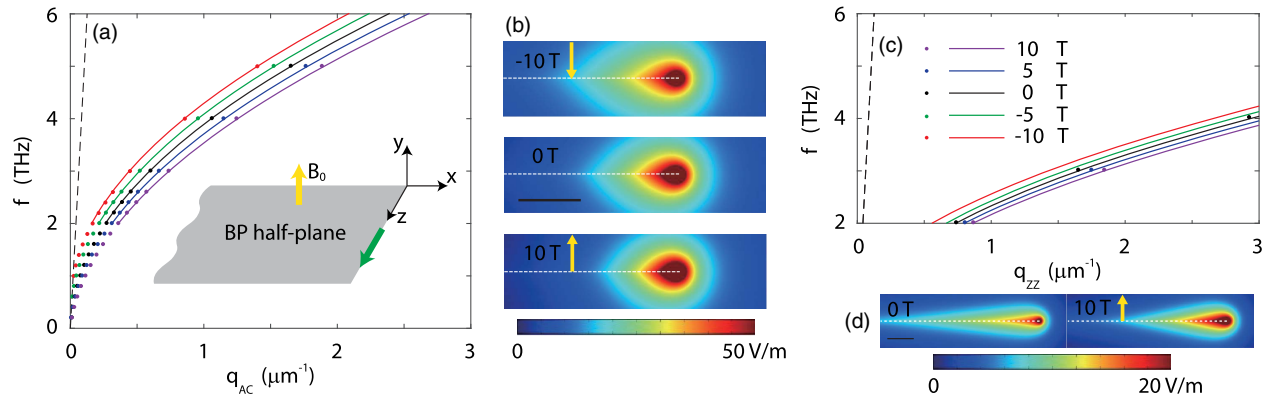 (a)
6
4
2
0
f (THz)
0 1 2 3
q_AC (μm⁻¹)
B₀
BP half-plane
y
x
z
(b)
-10 T
0 T
10 T
0 50 V/m
(c)
6
4
2
f (THz)
10 T
5 T
0 T
-5 T
-10 T
0 1 2 3
q_ZZ (μm⁻¹)
(d)
0 T
10 T
0 20 V/m